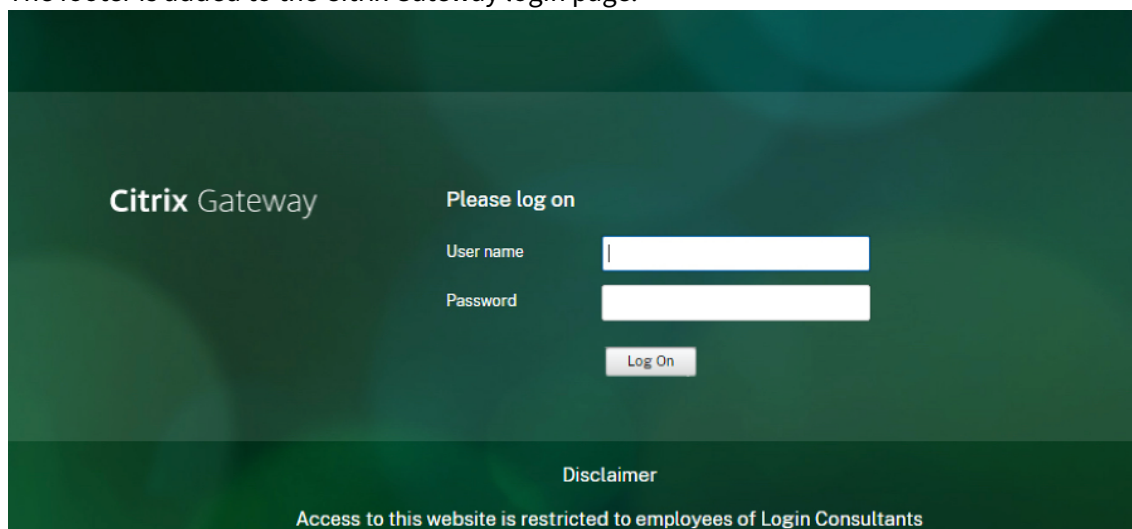 The footer is added to the Citrix Gateway login page.
Citrix Gateway
Please log on
User name
Password
Log On
Disclaimer
Access to this website is restricted to employees of Login Consultants